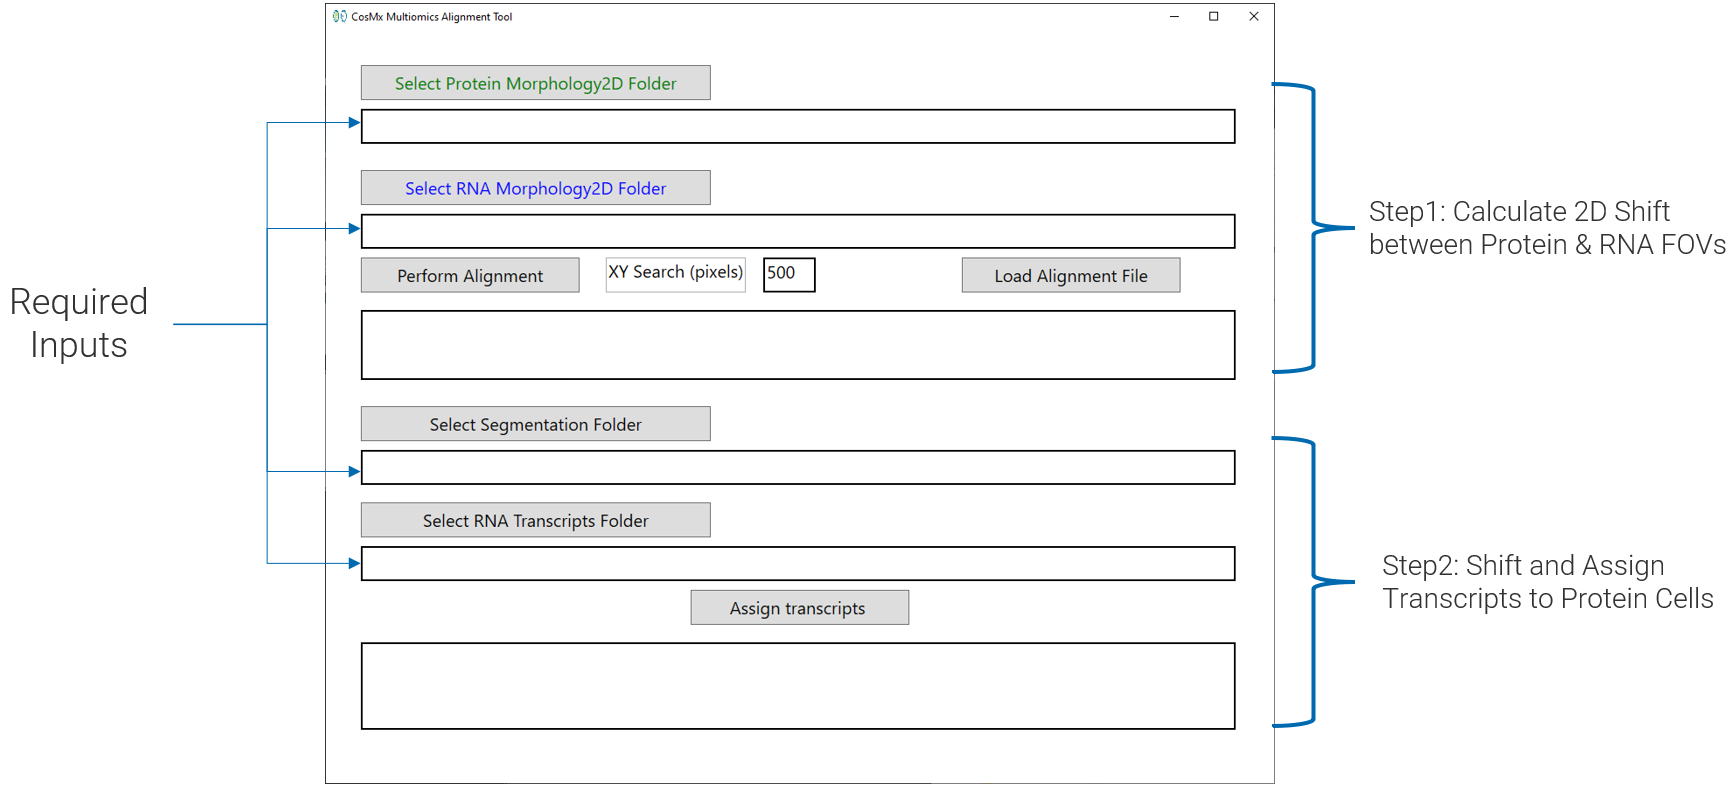 CosMx Multiomics Alignment Tool
Select Protein Morphology2D Folder
Select RNA Morphology2D Folder
Perform Alignment
XY Search (pixels)
500
Load Alignment File
Select Segmentation Folder
Select RNA Transcripts Folder
Assign transcripts
Required
Inputs
Step1: Calculate 2D Shift
between Protein & RNA FOVs
Step2: Shift and Assign
Transcripts to Protein Cells